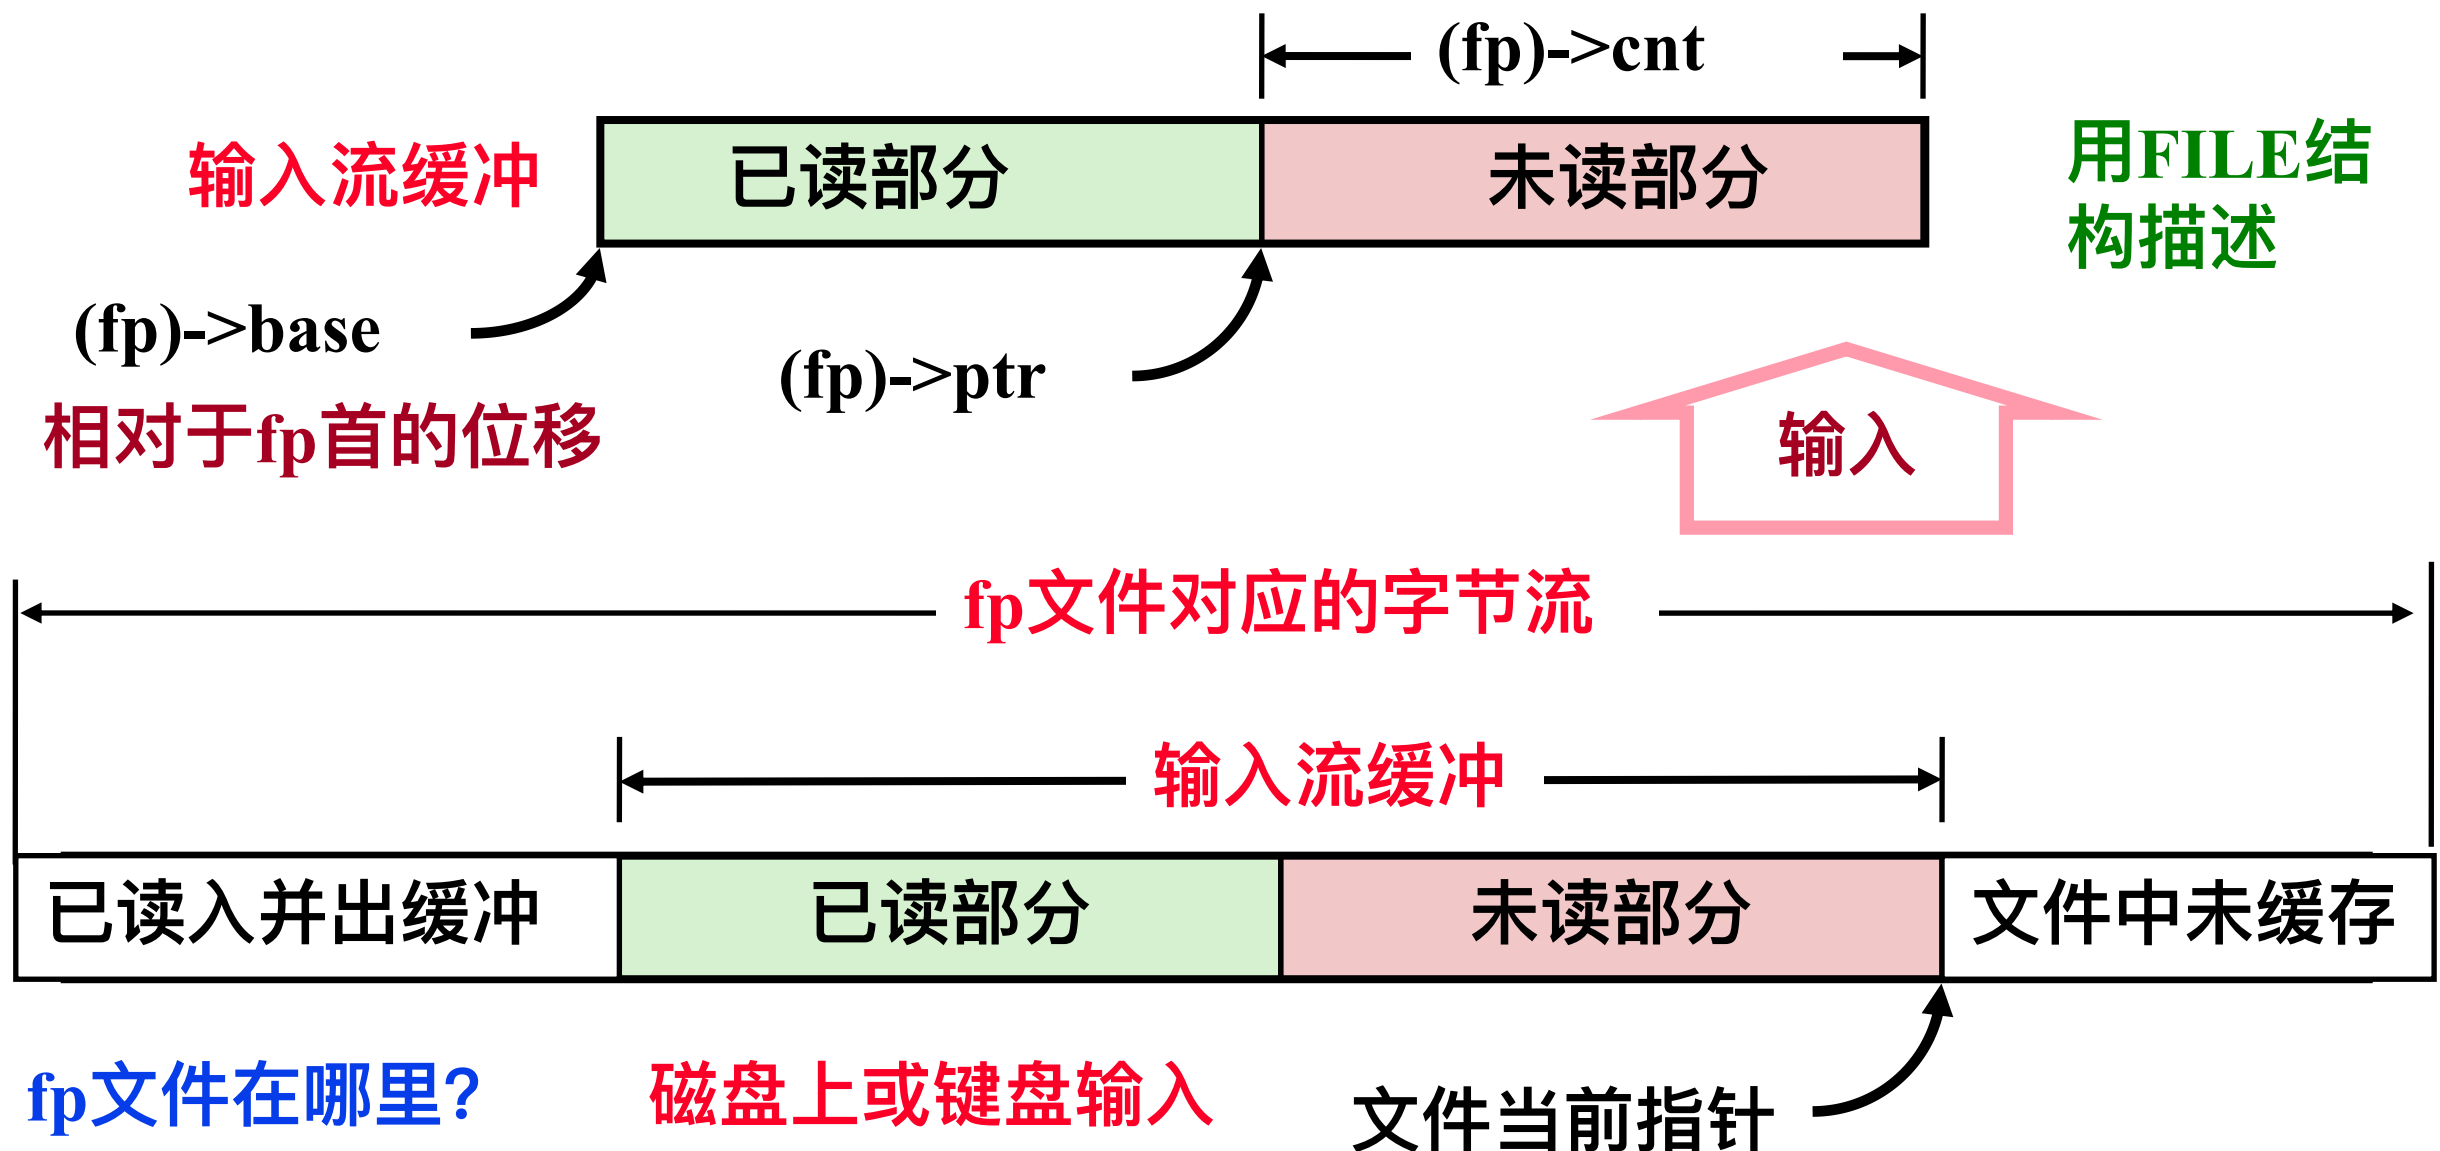 (fp)->cnt
输入流缓冲
已读部分
未读部分
用FILE结
构描述
(fp)->base
(fp)->ptr
相对于fp首的位移
输入
fp文件对应的字节流
输入流缓冲
已读入并出缓冲
已读部分
未读部分
文件中未缓存
fp文件在哪里?
磁盘上或键盘输入
文件当前指针